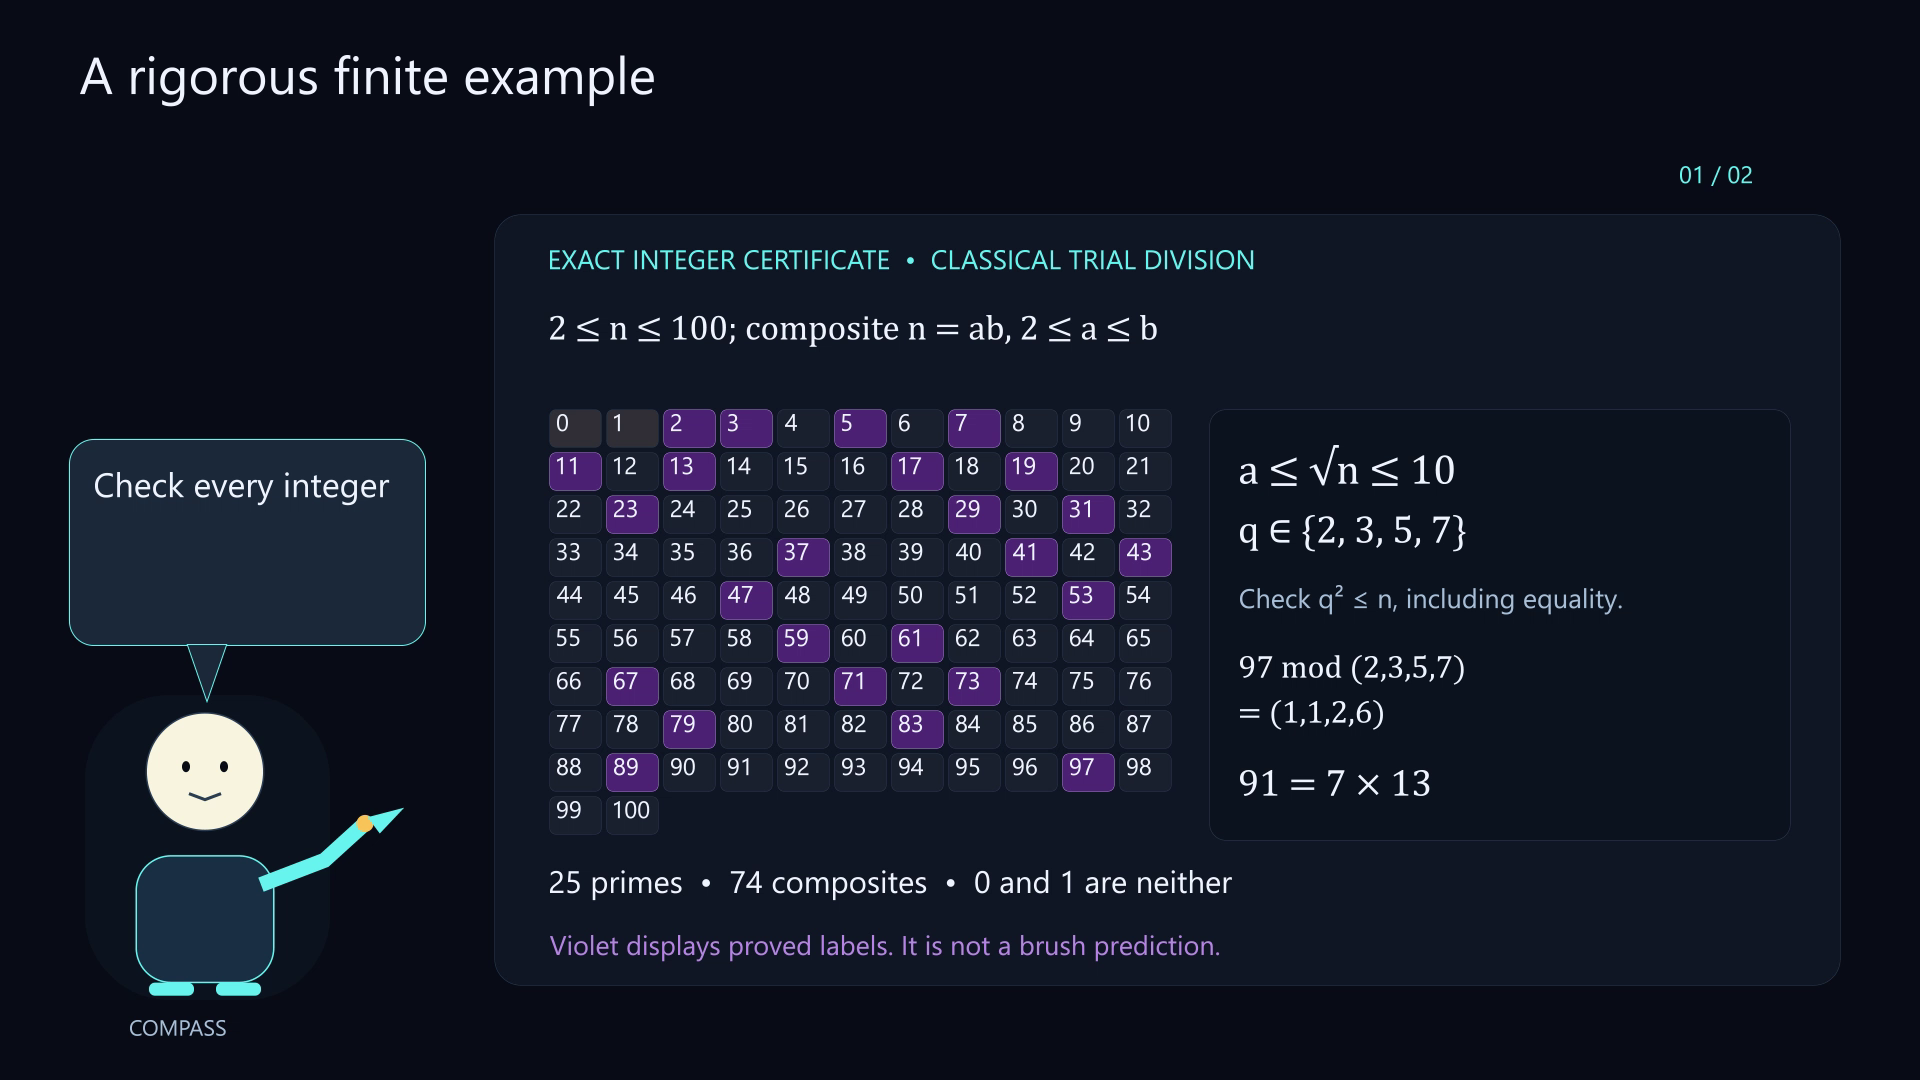 A rigorous finite example
01 / 02
EXACT INTEGER CERTIFICATE • CLASSICAL TRIAL DIVISION
2 ≤ n ≤ 100; composite n = ab, 2 ≤ a ≤ b
0 1 2 3 4 5 6 7 8 9 10
11 12 13 14 15 16 17 18 19 20 21
22 23 24 25 26 27 28 29 30 31 32
33 34 35 36 37 38 39 40 41 42 43
44 45 46 47 48 49 50 51 52 53 54
55 56 57 58 59 60 61 62 63 64 65
66 67 68 69 70 71 72 73 74 75 76
77 78 79 80 81 82 83 84 85 86 87
88 89 90 91 92 93 94 95 96 97 98
99 100
a ≤ √n ≤ 10
q ∈ {2, 3, 5, 7}
Check q² ≤ n, including equality.
97 mod (2,3,5,7)
= (1,1,2,6)
91 = 7 × 13
25 primes • 74 composites • 0 and 1 are neither
Violet displays proved labels. It is not a brush prediction.
Check every integer
COMPASS